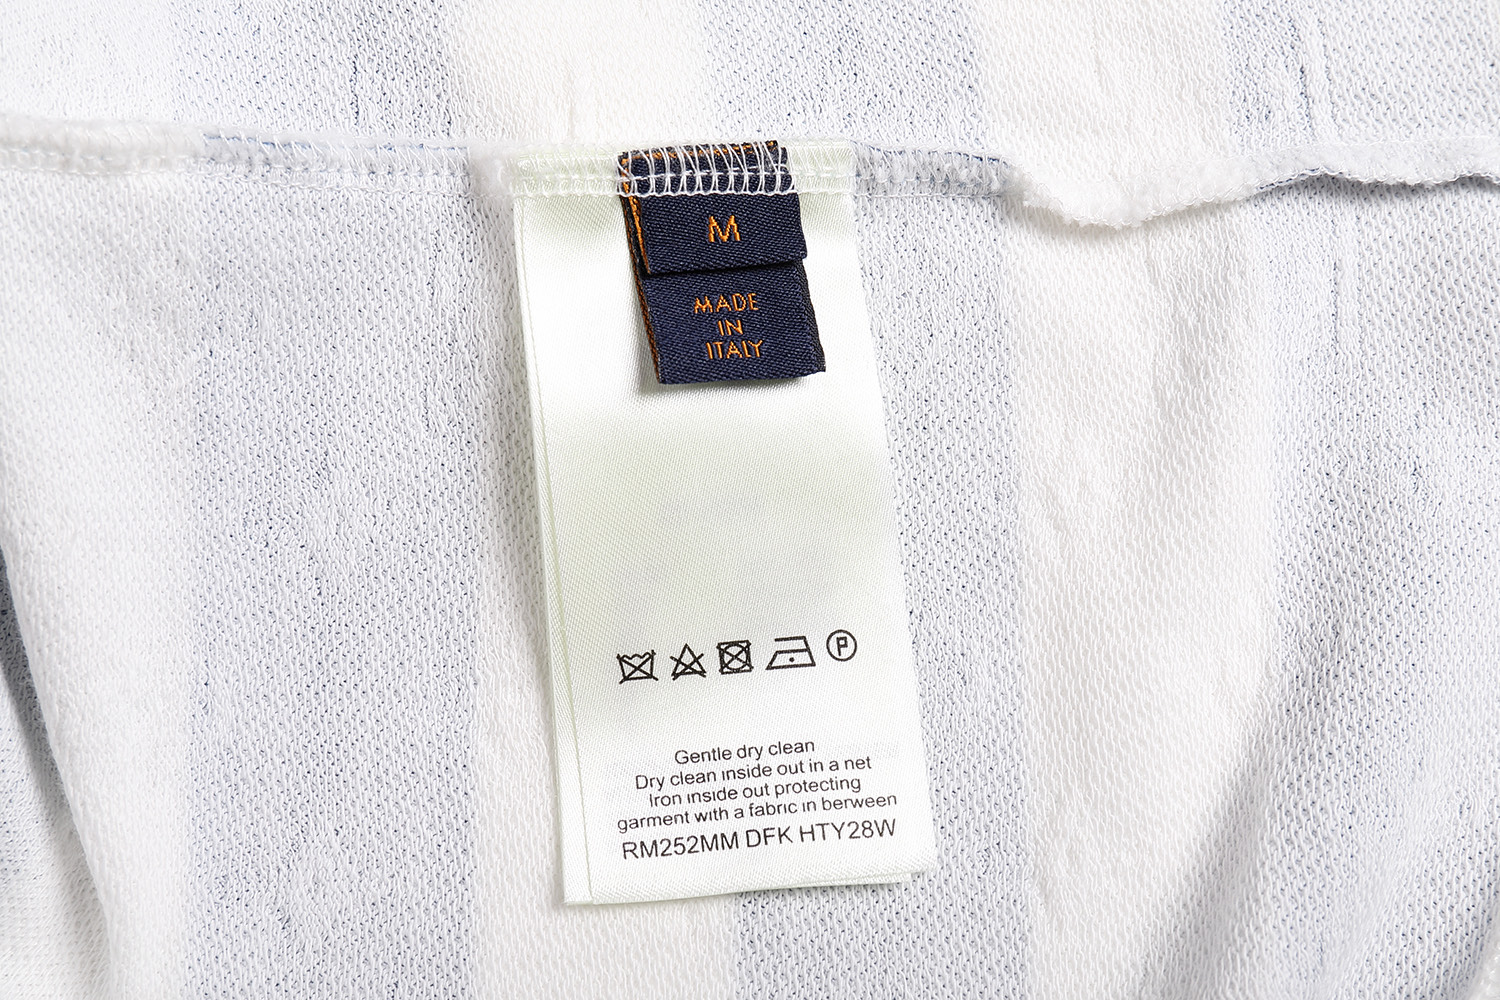 M
MADE
IN
ITALY
P
Gentle dry clean
Dry clean inside out in a net
Iron inside out protecting
garment with a fabric in berween
RM252MM DFK HTY28W